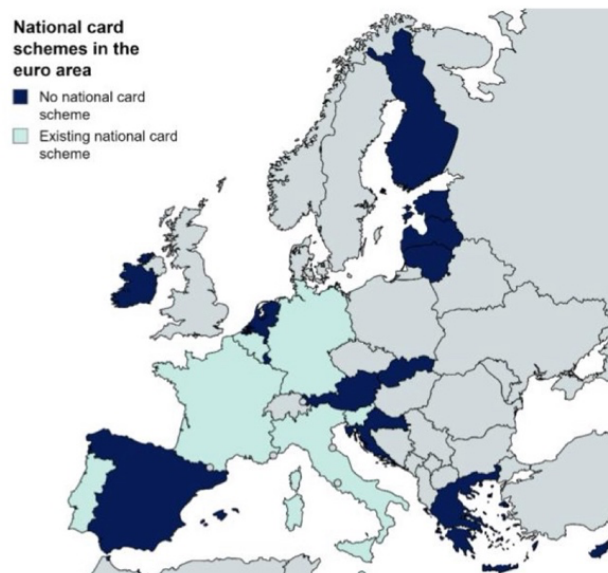 National card
schemes in the
euro area
No national card
scheme
Existing national card
scheme